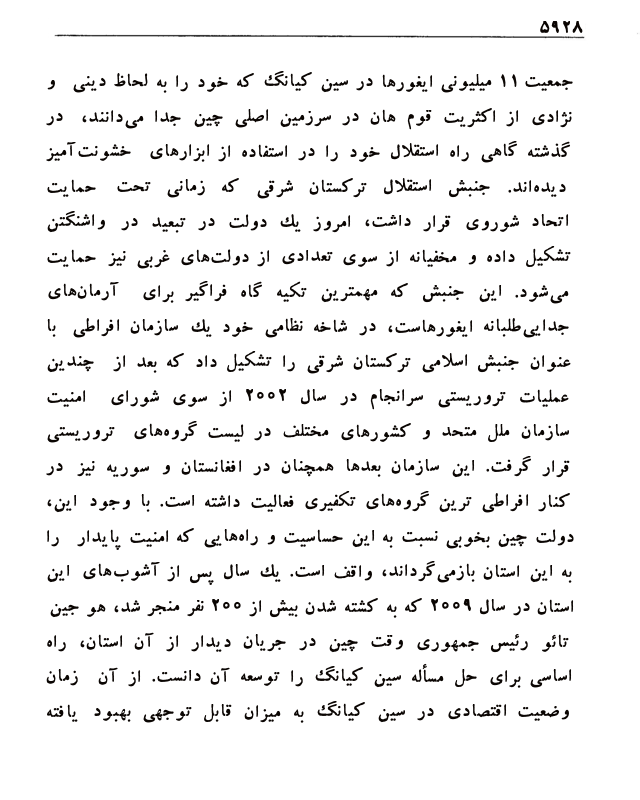 ۵۹۲۸
جمعیت ۱۱ میلیونی ایغورها در سین کیانگ که خود را به لحاظ دینی و
نژادی از اکثریت قوم هان در سرزمین اصلی چین جدا می‌دانند، در
گذشته گاهی راه استقلال خود را در استفاده از ابزارهای خشونت‌آمیز
دیده‌اند. جنبش استقلال ترکستان شرقی که زمانی تحت حمایت
اتحاد شوروی قرار داشت، امروز یك دولت در تبعید در واشنگتن
تشکیل داده و مخفیانه از سوی تعدادی از دولت‌های غربی نیز حمایت
می‌شود. این جنبش که مهمترین تکیه گاه فراگیر برای آرمان‌های
جدایی‌طلبانه ایغورهاست، در شاخه نظامی خود یك سازمان افراطی با
عنوان جنبش اسلامی ترکستان شرقی را تشکیل داد که بعد از چندین
عملیات تروریستی سرانجام در سال ۲۰۰۲ از سوی شورای امنیت
سازمان ملل متحد و کشورهای مختلف در لیست گروه‌های تروریستی
قرار گرفت. این سازمان بعدها همچنان در افغانستان و سوریه نیز در
کنار افراطی ترین گروه‌های تکفیری فعالیت داشته است. با وجود این،
دولت چین بخوبی نسبت به این حساسیت و راه‌هایی که امنیت پایدار را
به این استان بازمی‌گرداند، واقف است. یك سال پس از آشوب‌های این
استان در سال ۲۰۰۹ که به کشته شدن بیش از ۲۰۰ نفر منجر شد، هو جین
تائو رئیس جمهوری وقت چین در جریان دیدار از آن استان، راه
اساسی برای حل مسأله سین کیانگ را توسعه آن دانست. از آن زمان
وضعیت اقتصادی در سین کیانگ به میزان قابل توجهی بهبود یافته